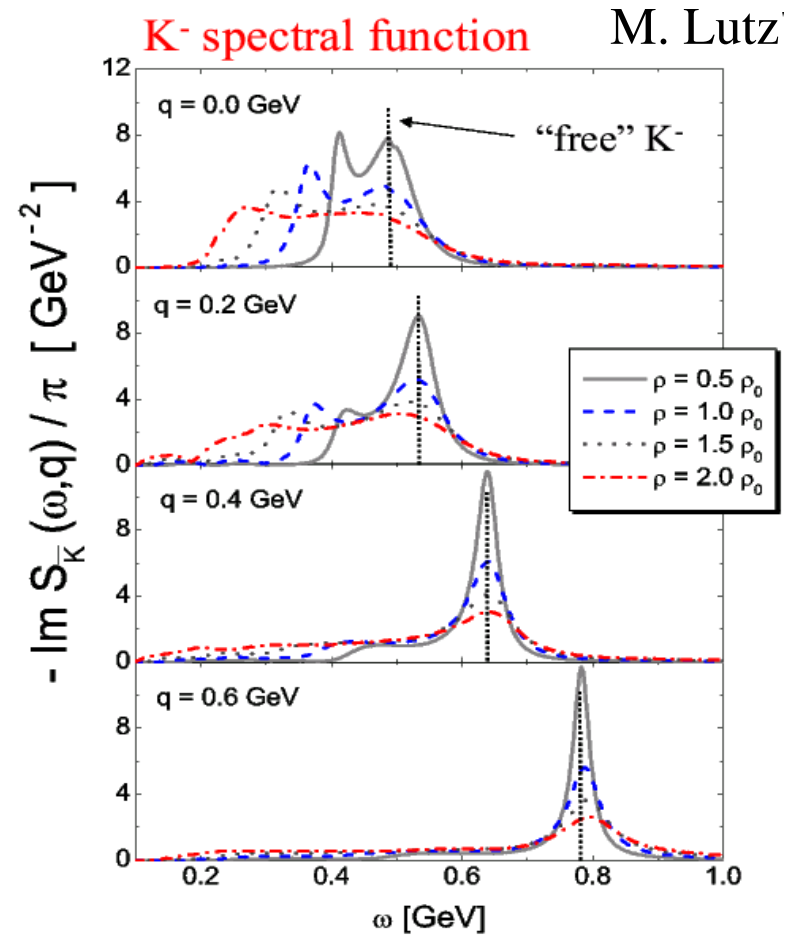 K⁻ spectral function
M. Lutz'
12
q = 0.0 GeV
8
“free” K⁻
4
0
q = 0.2 GeV
8
4
0
ρ = 0.5 ρ₀
ρ = 1.0 ρ₀
ρ = 1.5 ρ₀
ρ = 2.0 ρ₀
q = 0.4 GeV
8
4
0
q = 0.6 GeV
8
4
0
0.2 0.4 0.6 0.8 1.0
ω [GeV]
- Im S_K̅ (ω,q) / π [ GeV⁻² ]